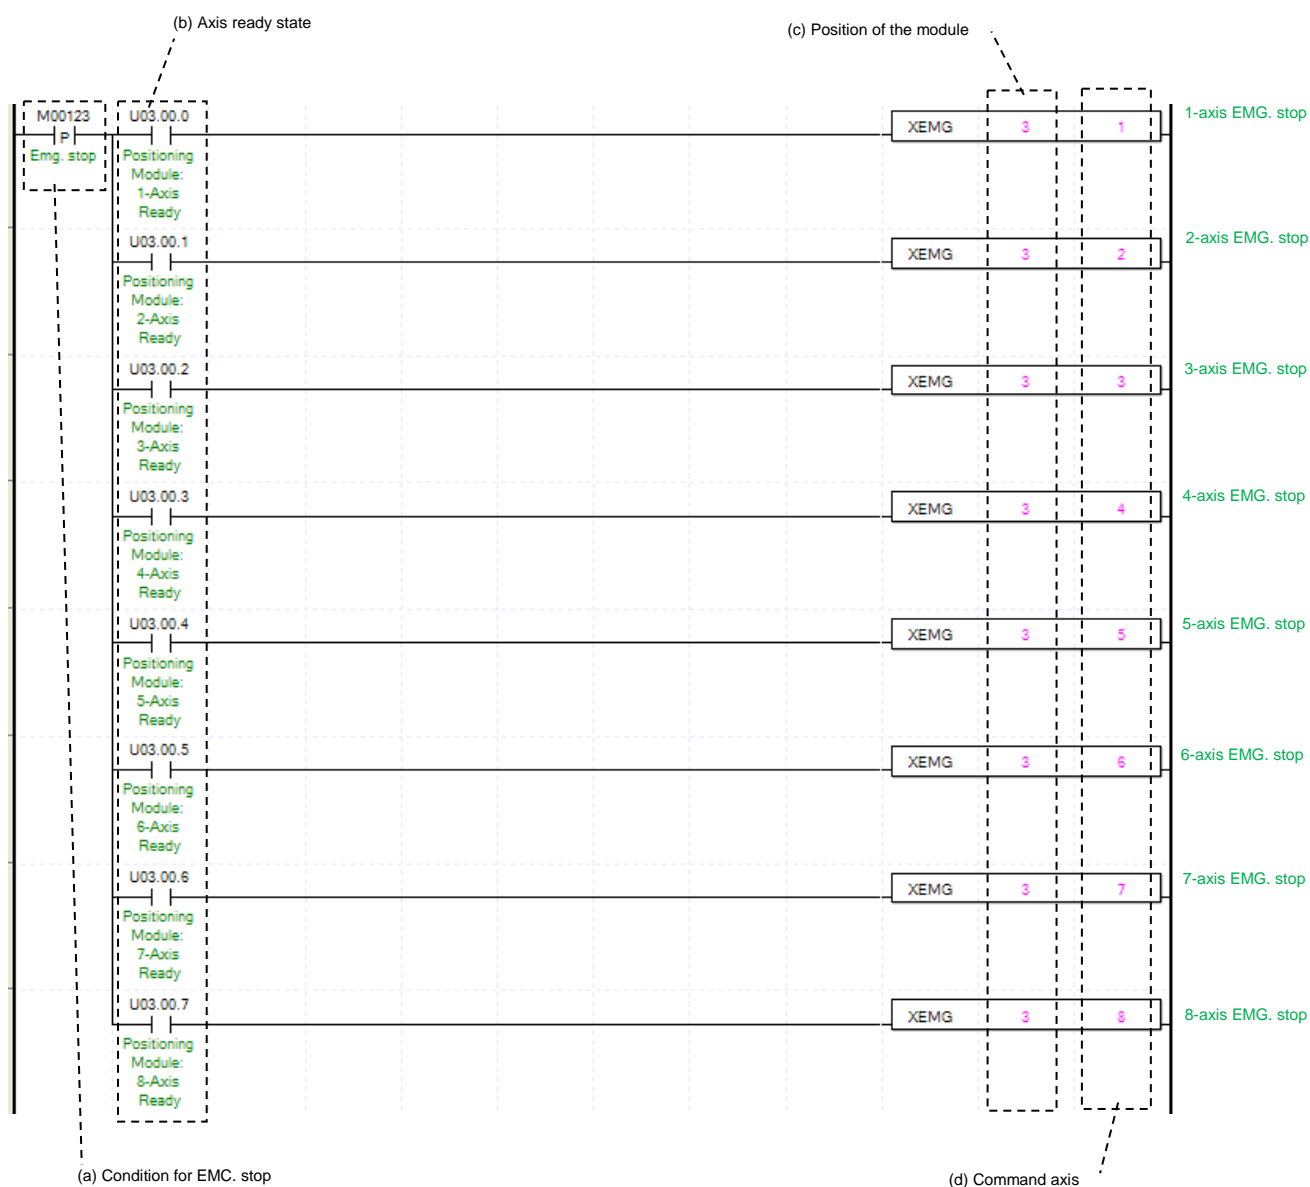 (b) Axis ready state
(c) Position of the module
M00123
P
Emg. stop
U03.00.0
Positioning
Module:
1-Axis
Ready
XEMG 3 1
1-axis EMG. stop
U03.00.1
Positioning
Module:
2-Axis
Ready
XEMG 3 2
2-axis EMG. stop
U03.00.2
Positioning
Module:
3-Axis
Ready
XEMG 3 3
3-axis EMG. stop
U03.00.3
Positioning
Module:
4-Axis
Ready
XEMG 3 4
4-axis EMG. stop
U03.00.4
Positioning
Module:
5-Axis
Ready
XEMG 3 5
5-axis EMG. stop
U03.00.5
Positioning
Module:
6-Axis
Ready
XEMG 3 6
6-axis EMG. stop
U03.00.6
Positioning
Module:
7-Axis
Ready
XEMG 3 7
7-axis EMG. stop
U03.00.7
Positioning
Module:
8-Axis
Ready
XEMG 3 8
8-axis EMG. stop
(a) Condition for EMC. stop
(d) Command axis